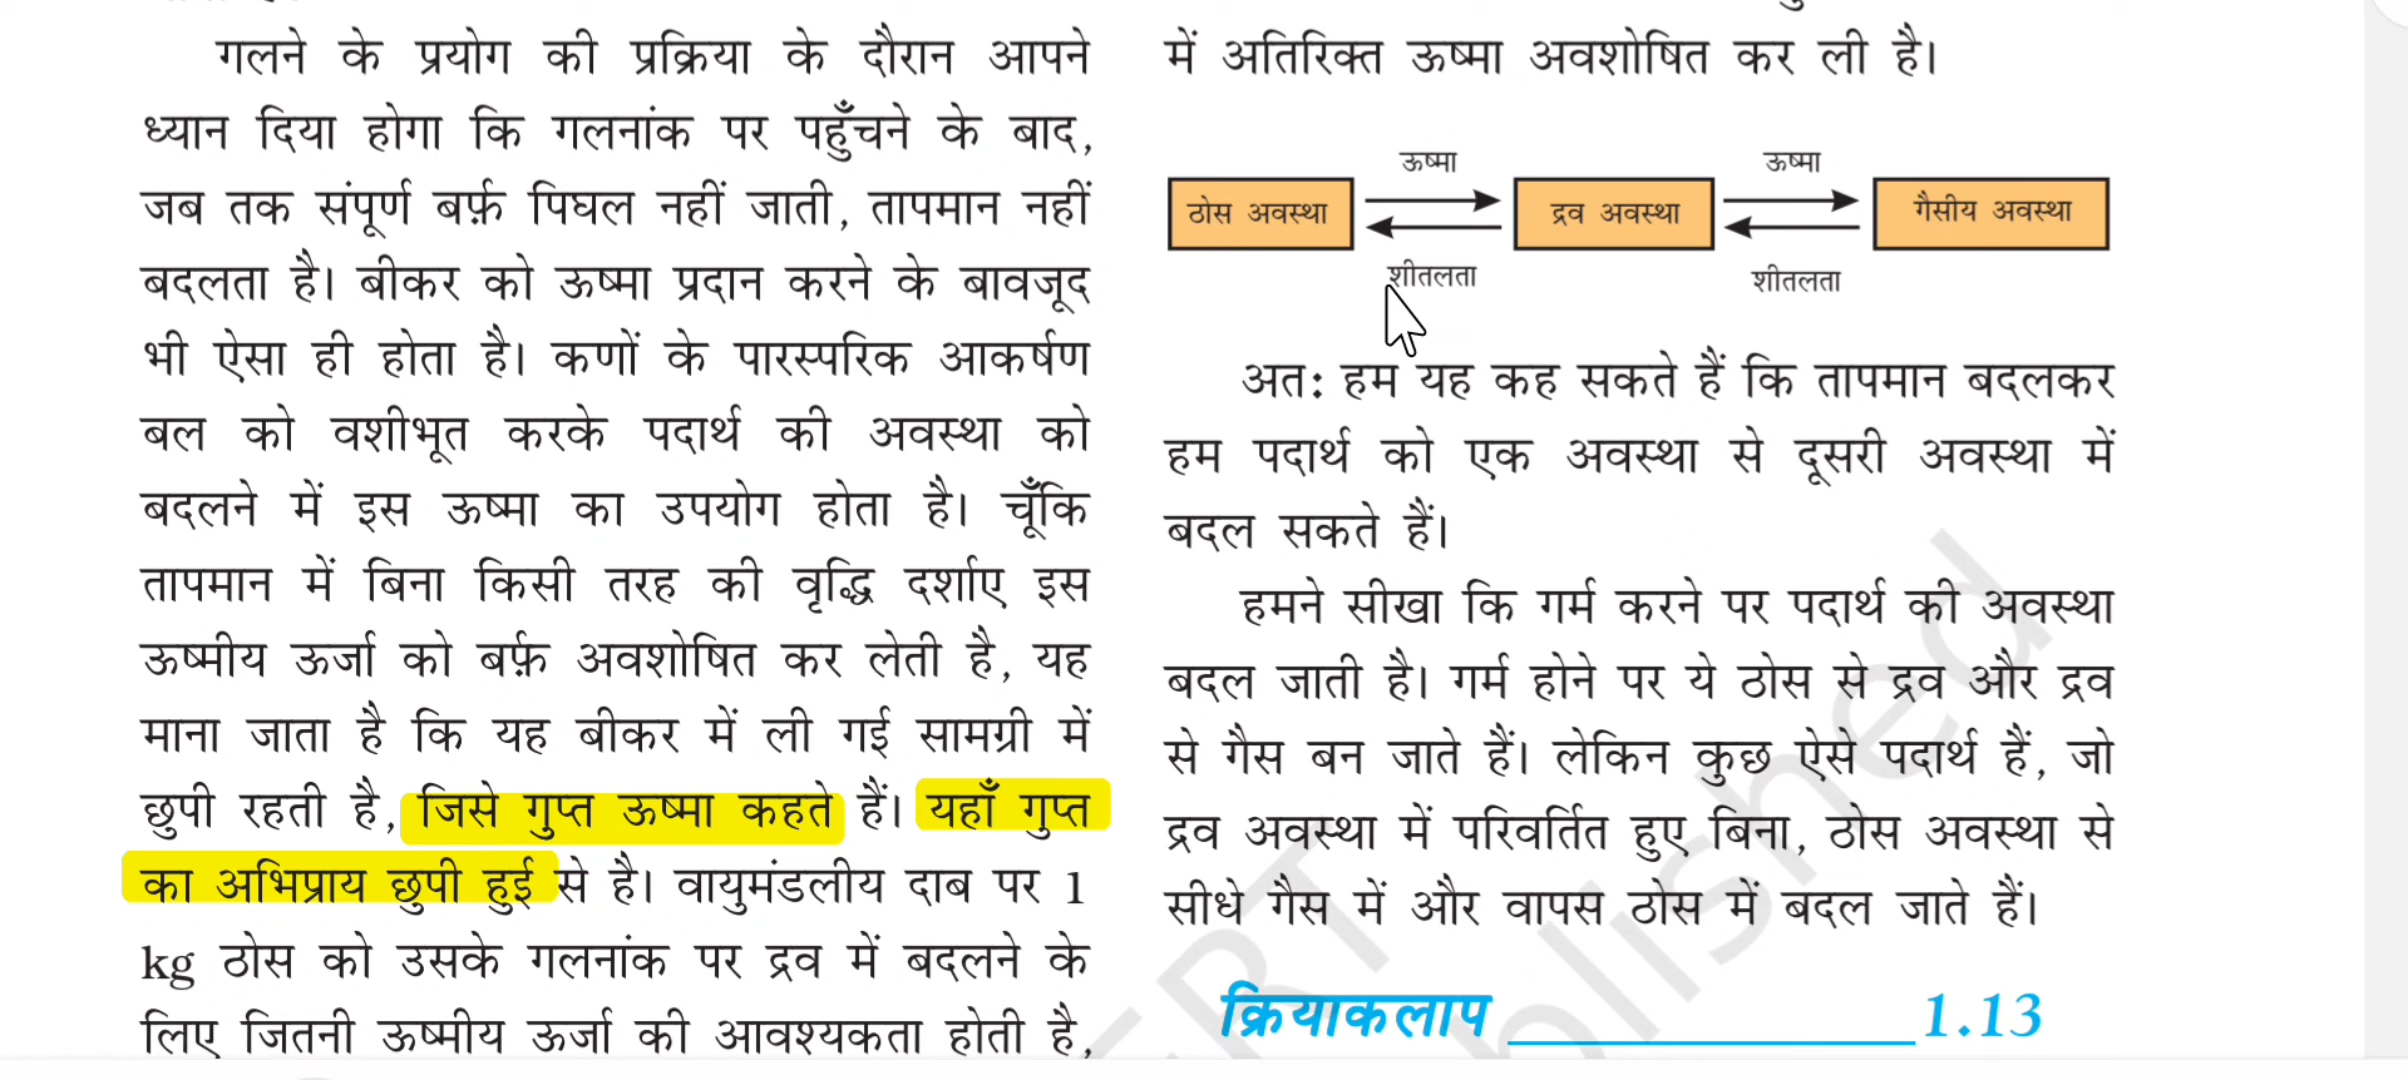 गलने के प्रयोग की प्रक्रिया के दौरान आपने
ध्यान दिया होगा कि गलनांक पर पहुँचने के बाद,
जब तक संपूर्ण बर्फ़ पिघल नहीं जाती, तापमान नहीं
बदलता है। बीकर को ऊष्मा प्रदान करने के बावजूद
भी ऐसा ही होता है। कणों के पारस्परिक आकर्षण
बल को वशीभूत करके पदार्थ की अवस्था को
बदलने में इस ऊष्मा का उपयोग होता है। चूँकि
तापमान में बिना किसी तरह की वृद्धि दर्शाए इस
ऊष्मीय ऊर्जा को बर्फ़ अवशोषित कर लेती है, यह
माना जाता है कि यह बीकर में ली गई सामग्री में
छुपी रहती है, जिसे गुप्त ऊष्मा कहते हैं। यहाँ गुप्त
का अभिप्राय छुपी हुई से है। वायुमंडलीय दाब पर 1
kg ठोस को उसके गलनांक पर द्रव में बदलने के
लिए जितनी ऊष्मीय ऊर्जा की आवश्यकता होती है,
में अतिरिक्त ऊष्मा अवशोषित कर ली है।
ऊष्मा ऊष्मा
ठोस अवस्था द्रव अवस्था गैसीय अवस्था
शीतलता शीतलता
अतः हम यह कह सकते हैं कि तापमान बदलकर
हम पदार्थ को एक अवस्था से दूसरी अवस्था में
बदल सकते हैं।
हमने सीखा कि गर्म करने पर पदार्थ की अवस्था
बदल जाती है। गर्म होने पर ये ठोस से द्रव और द्रव
से गैस बन जाते हैं। लेकिन कुछ ऐसे पदार्थ हैं, जो
द्रव अवस्था में परिवर्तित हुए बिना, ठोस अवस्था से
सीधे गैस में और वापस ठोस में बदल जाते हैं।
क्रियाकलाप 1.13